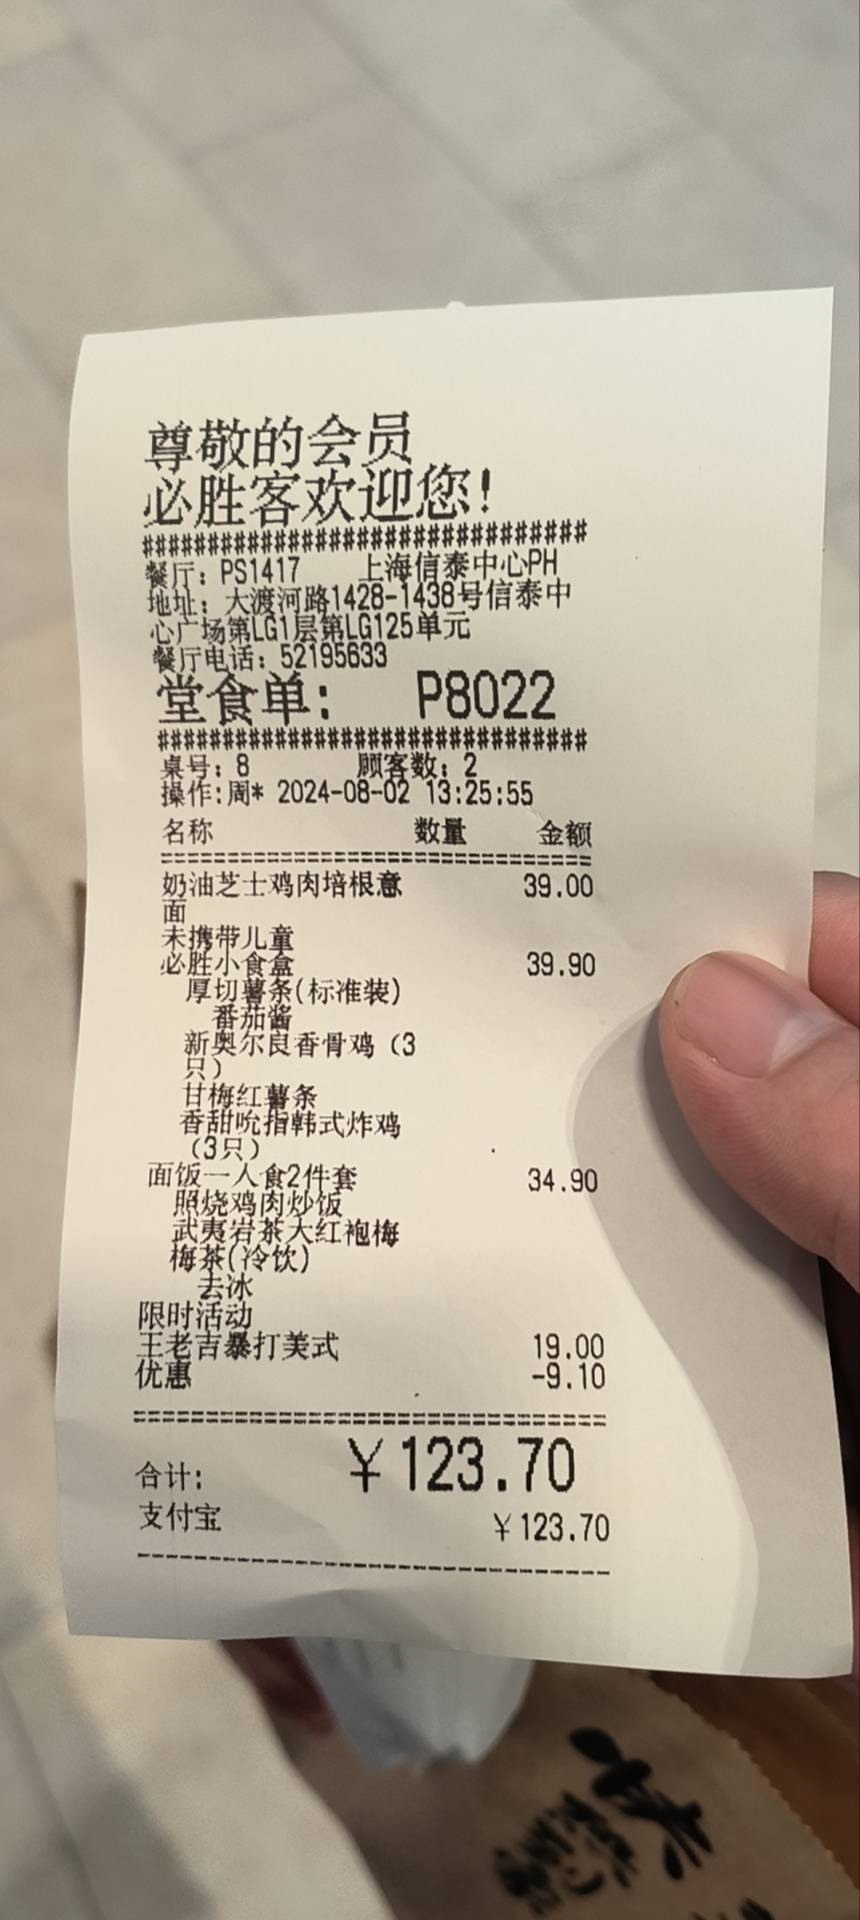 尊敬的会员
必胜客欢迎您!
##################################
餐厅: PS1417 上海信泰中心PH
地址: 大渡河路1428-1438号信泰中
心广场第LG1层第LG125单元
餐厅电话: 52195633
堂食单: P8022
##################################
桌号: 8 顾客数: 2
操作:周* 2024-08-02 13:25:55
名称 数量 金额
==================================
奶油芝士鸡肉培根意 39.00
面
未携带儿童
必胜小食盒 39.90
厚切薯条(标准装)
番茄酱
新奥尔良香骨鸡（3
只）
甘梅红薯条
香甜吮指韩式炸鸡
（3只）
面饭一人食2件套 34.90
照烧鸡肉炒饭
武夷岩茶大红袍梅
梅茶(冷饮)
去冰
限时活动
王老吉暴打美式 19.00
优惠 -9.10
==================================
合计: ￥123.70
支付宝 ￥123.70
----------------------------------